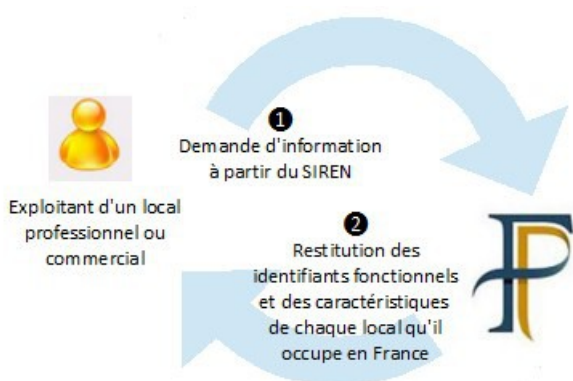 Exploitant d'un local
professionnel ou
commercial
❶
Demande d'information
à partir du SIREN
❷
Restitution des
identifiants fonctionnels
et des caractéristiques
de chaque local qu'il
occupe en France